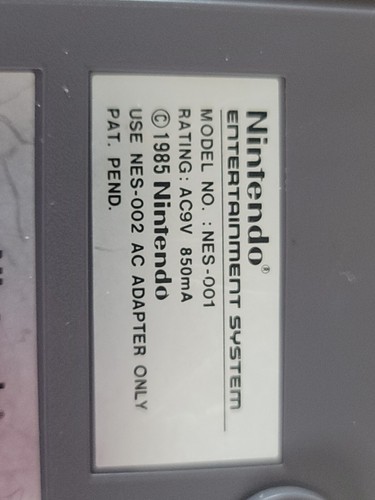 Nintendo®
ENTERTAINMENT SYSTEM
MODEL NO. : NES-001
RATING: AC9V 850mA
©1985 Nintendo
USE NES-002 AC ADAPTER ONLY
PAT. PEND.